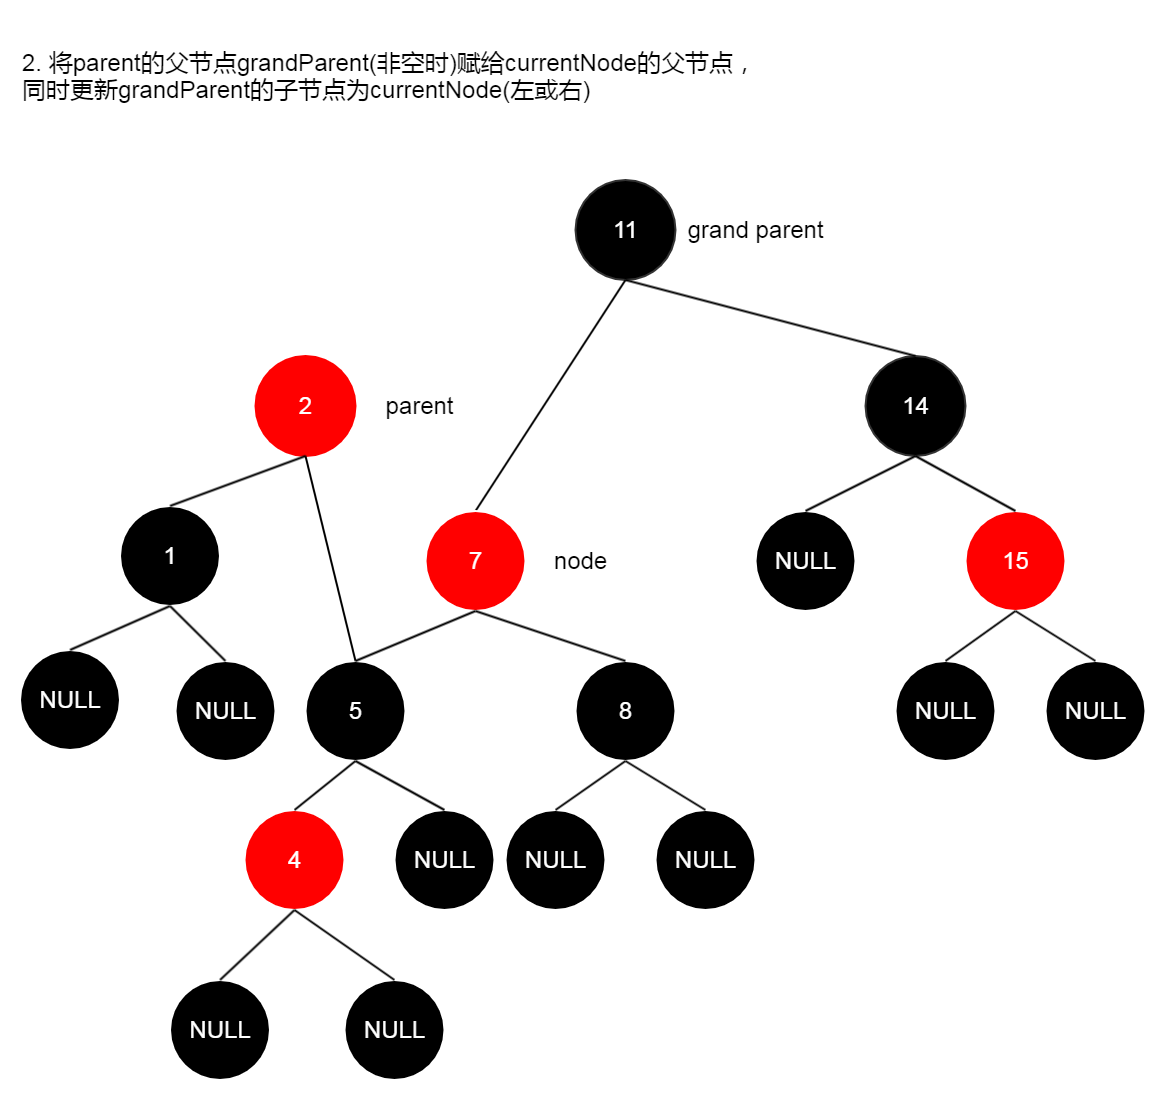 2. 将parent的父节点grandParent(非空时)赋给currentNode的父节点，
同时更新grandParent的子节点为currentNode(左或右)
11 grand parent
2 parent
14
1
7 node
NULL
15
NULL
NULL
5
8
NULL
NULL
4
NULL
NULL
NULL
NULL
NULL